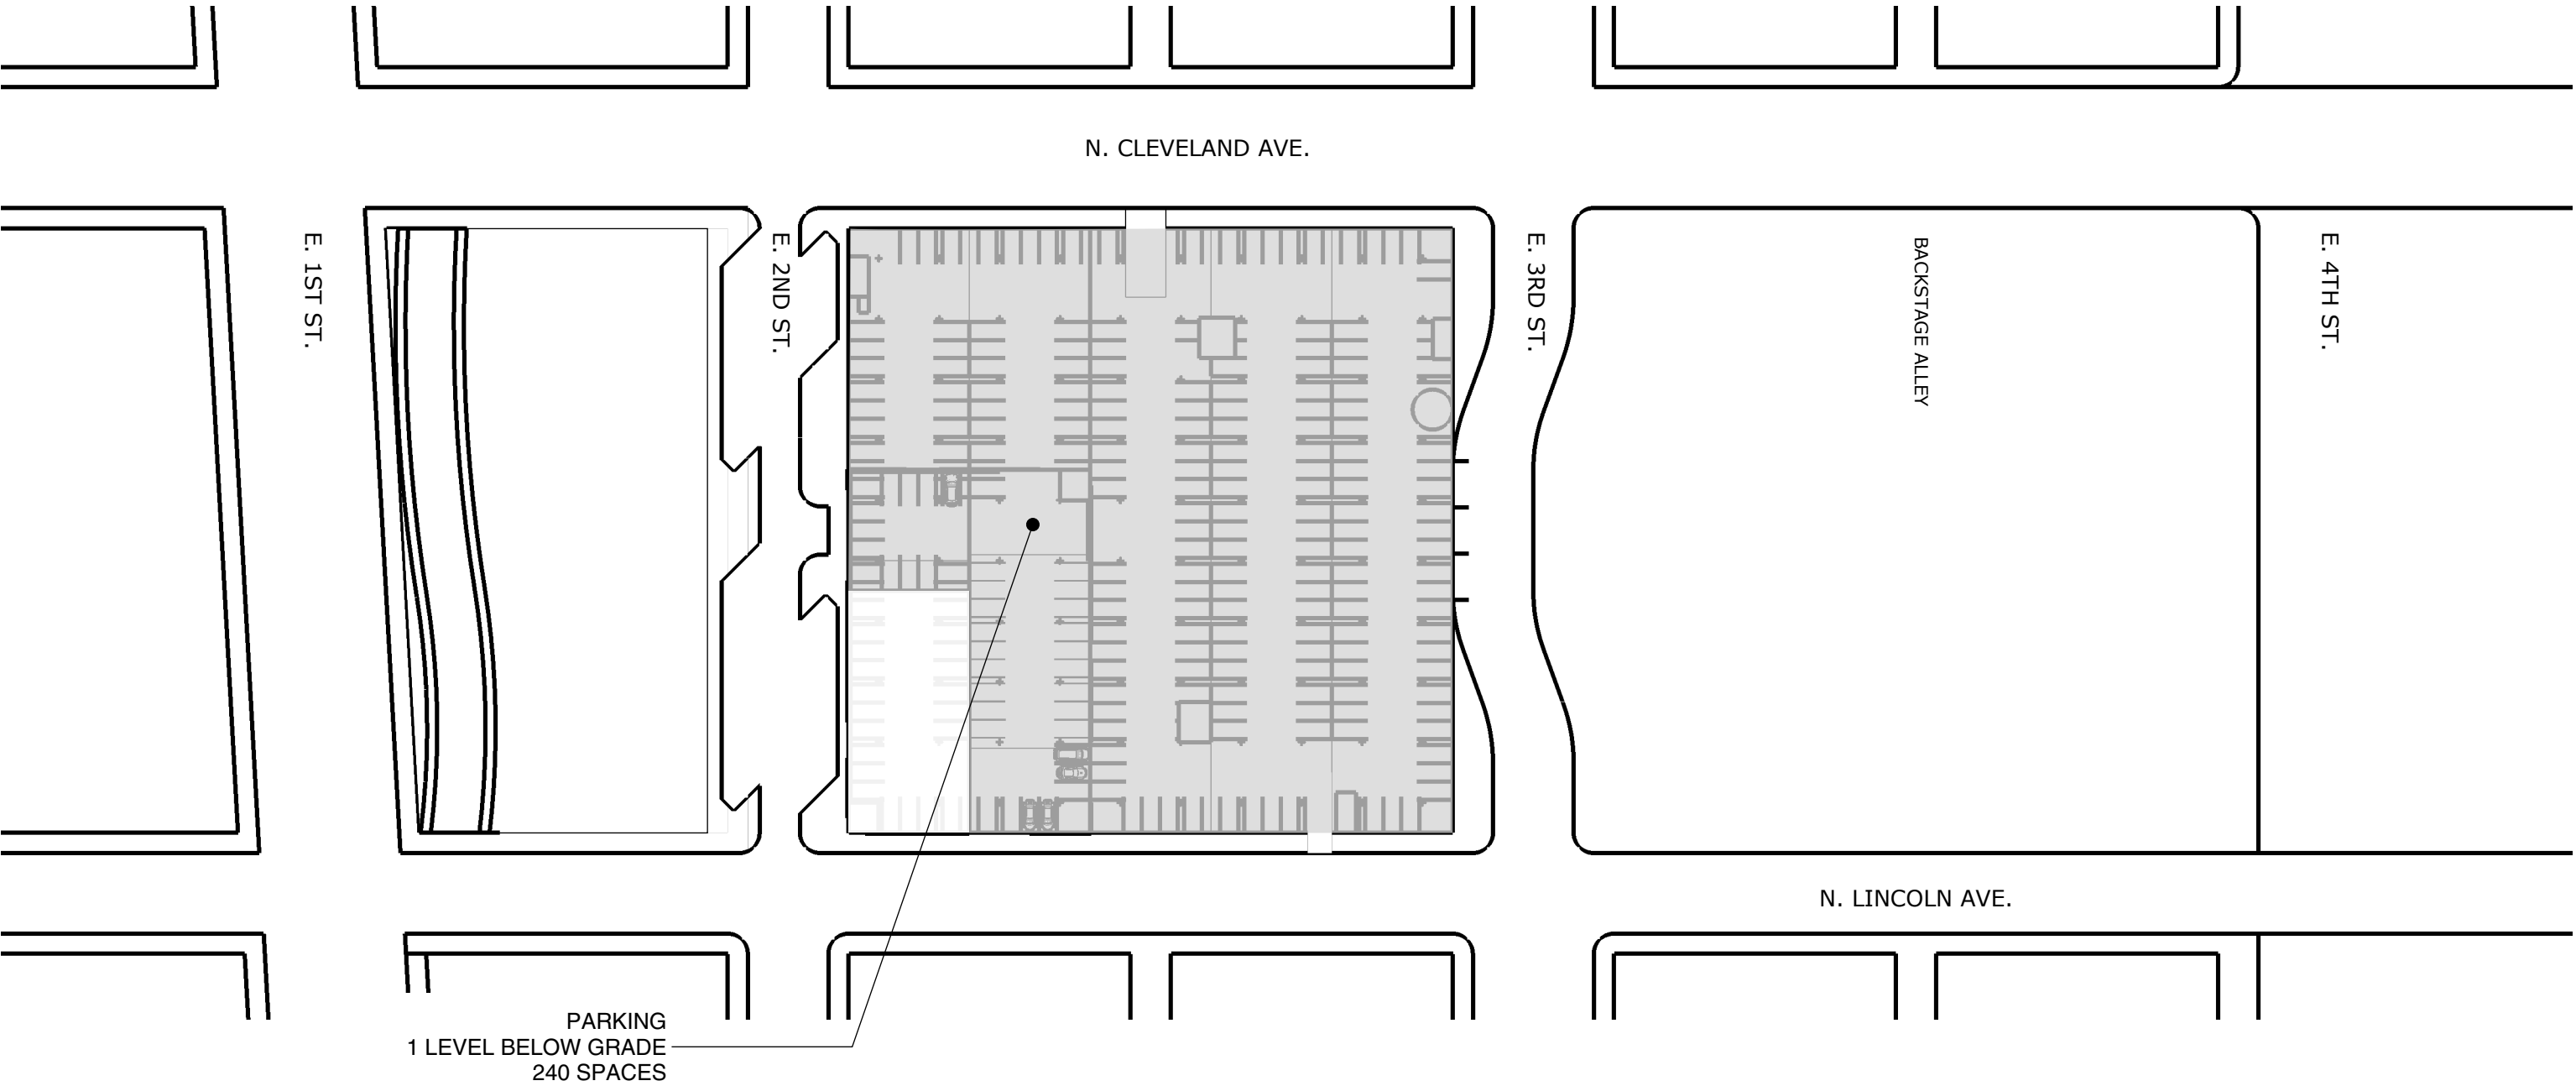 N. CLEVELAND AVE.
E. 1ST ST.
E. 2ND ST.
E. 3RD ST.
BACKSTAGE ALLEY
E. 4TH ST.
N. LINCOLN AVE.
PARKING
1 LEVEL BELOW GRADE
240 SPACES